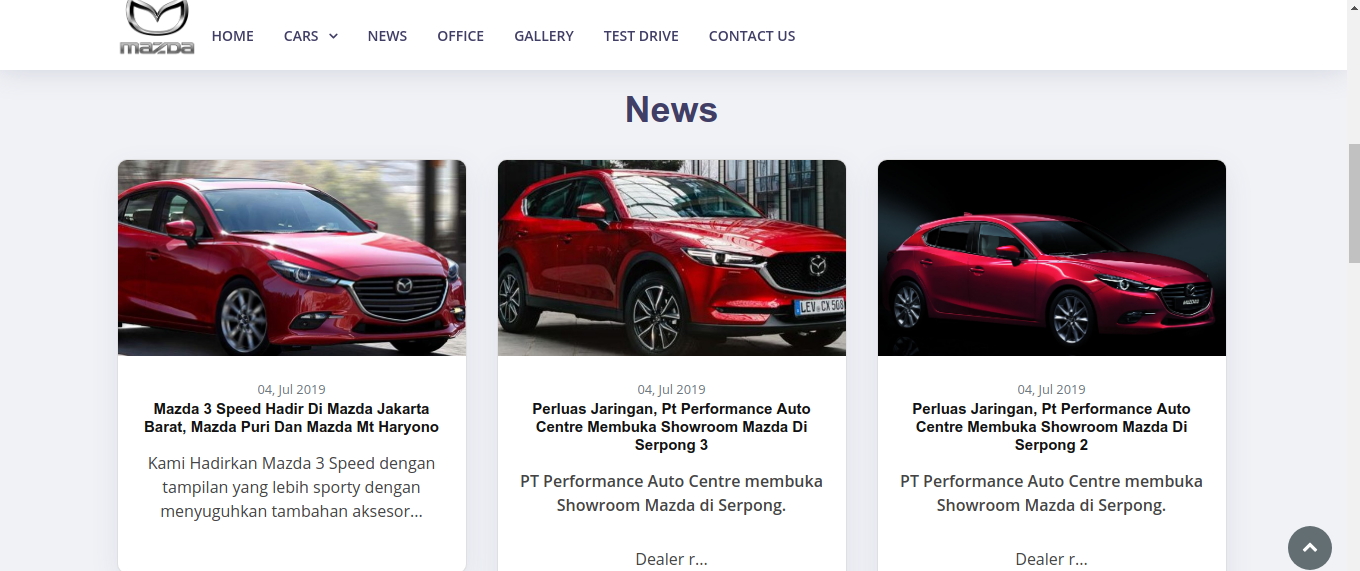 mazda
HOME CARS NEWS OFFICE GALLERY TEST DRIVE CONTACT US
News
LEV CX 508
MAZDA3
04, Jul 2019
Mazda 3 Speed Hadir Di Mazda Jakarta
Barat, Mazda Puri Dan Mazda Mt Haryono
Kami Hadirkan Mazda 3 Speed dengan
tampilan yang lebih sporty dengan
menyuguhkan tambahan aksesor...
04, Jul 2019
Perluas Jaringan, Pt Performance Auto
Centre Membuka Showroom Mazda Di
Serpong 3
PT Performance Auto Centre membuka
Showroom Mazda di Serpong.
Dealer r...
04, Jul 2019
Perluas Jaringan, Pt Performance Auto
Centre Membuka Showroom Mazda Di
Serpong 2
PT Performance Auto Centre membuka
Showroom Mazda di Serpong.
Dealer r...